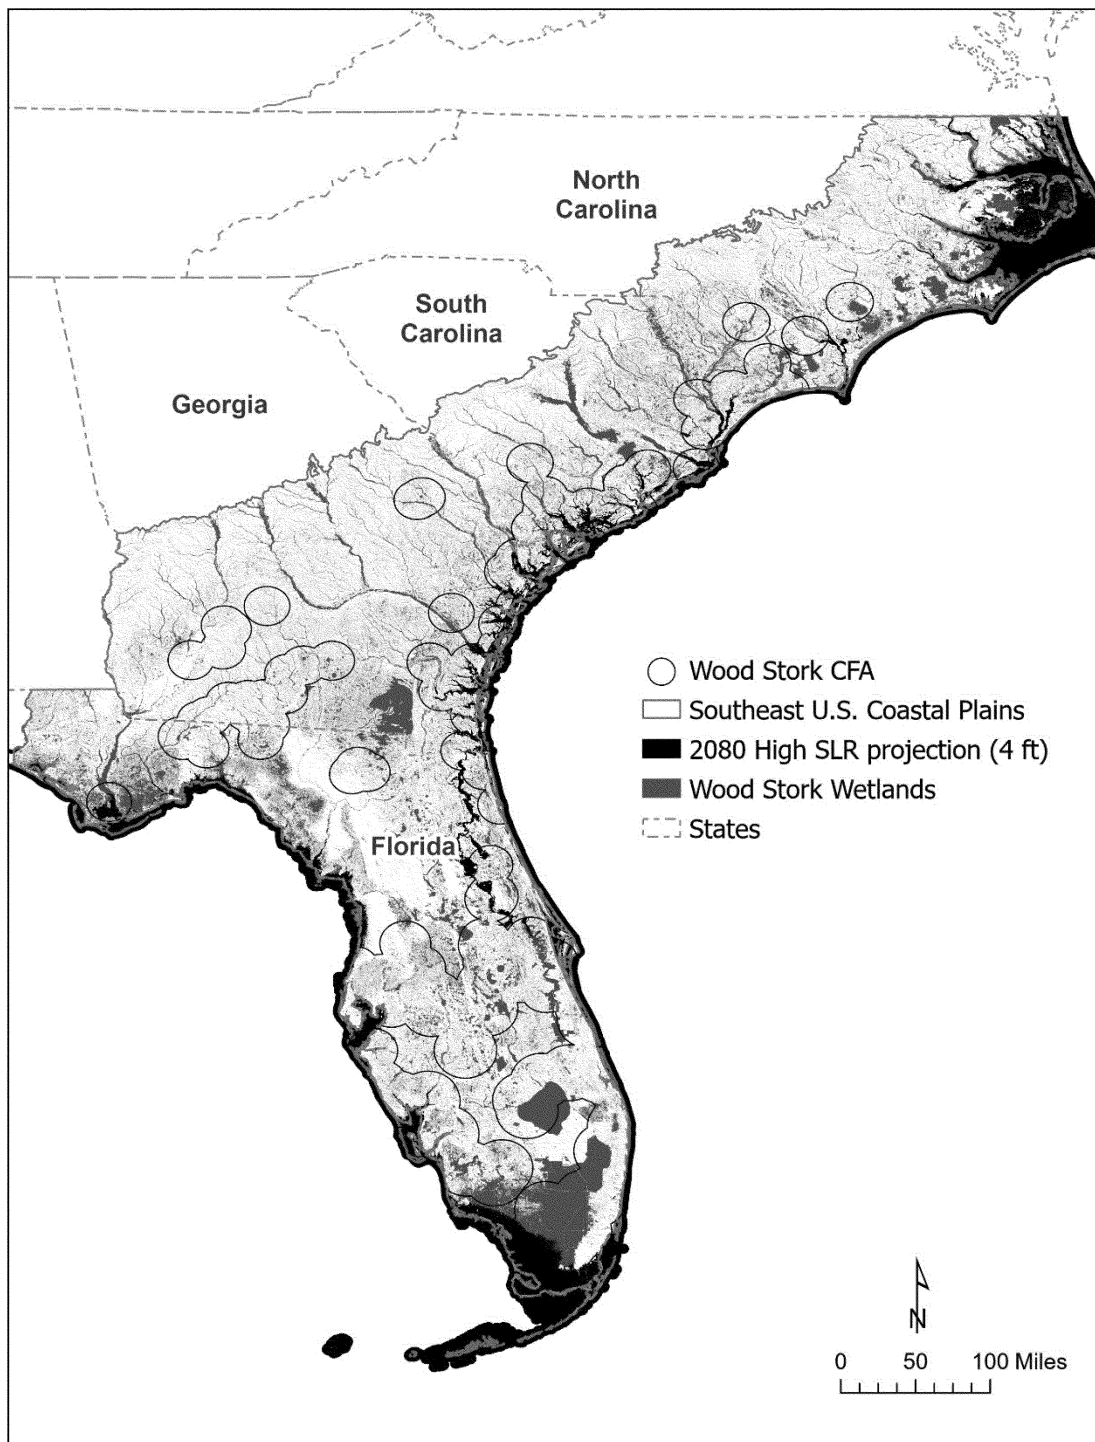 North
Carolina
South
Carolina
Georgia
Wood Stork CFA
Southeast U.S. Coastal Plains
2080 High SLR projection (4 ft)
Wood Stork Wetlands
States
Florida
N
0 50 100 Miles